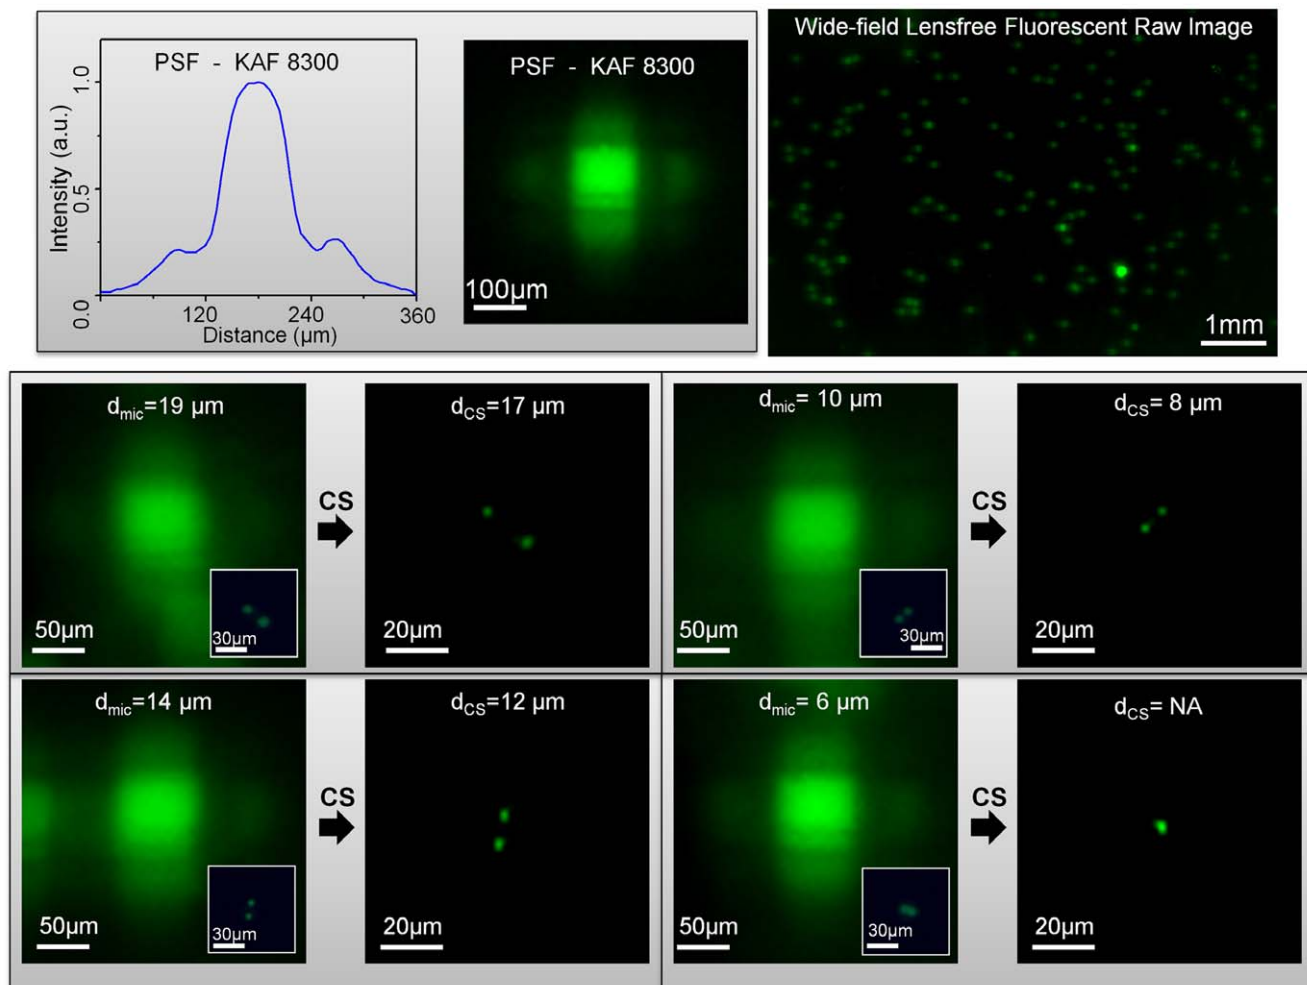 PSF - KAF 8300
Intensity (a.u.)
1.0
0.5
0.0
120
240
360
Distance (µm)
PSF - KAF 8300
100µm
Wide-field Lensfree Fluorescent Raw Image
1mm
dmic=19 µm
50µm
30µm
CS
dCS=17 µm
20µm
dmic= 10 µm
50µm
30µm
CS
dCS= 8 µm
20µm
dmic=14 µm
50µm
30µm
CS
dCS=12 µm
20µm
dmic= 6 µm
50µm
30µm
CS
dCS= NA
20µm